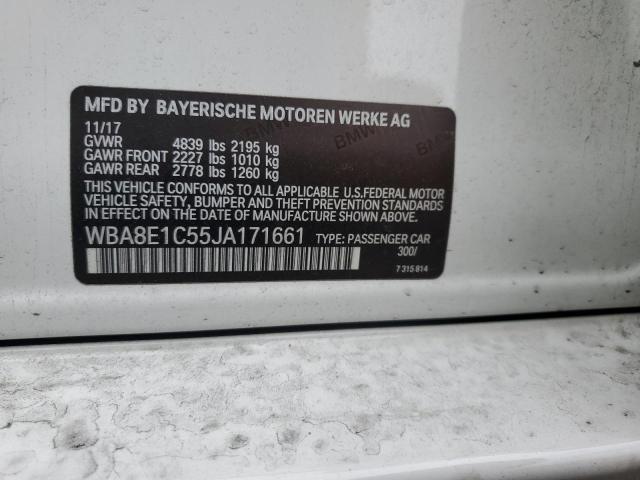 MFD BY BAYERISCHE MOTOREN WERKE AG
11/17
GVWR 4839 lbs 2195 kg
GAWR FRONT 2227 lbs 1010 kg
GAWR REAR 2778 lbs 1260 kg
THIS VEHICLE CONFORMS TO ALL APPLICABLE U.S.FEDERAL MOTOR
VEHICLE SAFETY, BUMPER AND THEFT PREVENTION STANDARDS
IN EFFECT ON THE DATE OF MANUFACTURE SHOWN ABOVE.
WBA8E1C55JA171661 TYPE: PASSENGER CAR
300/
7 315 814